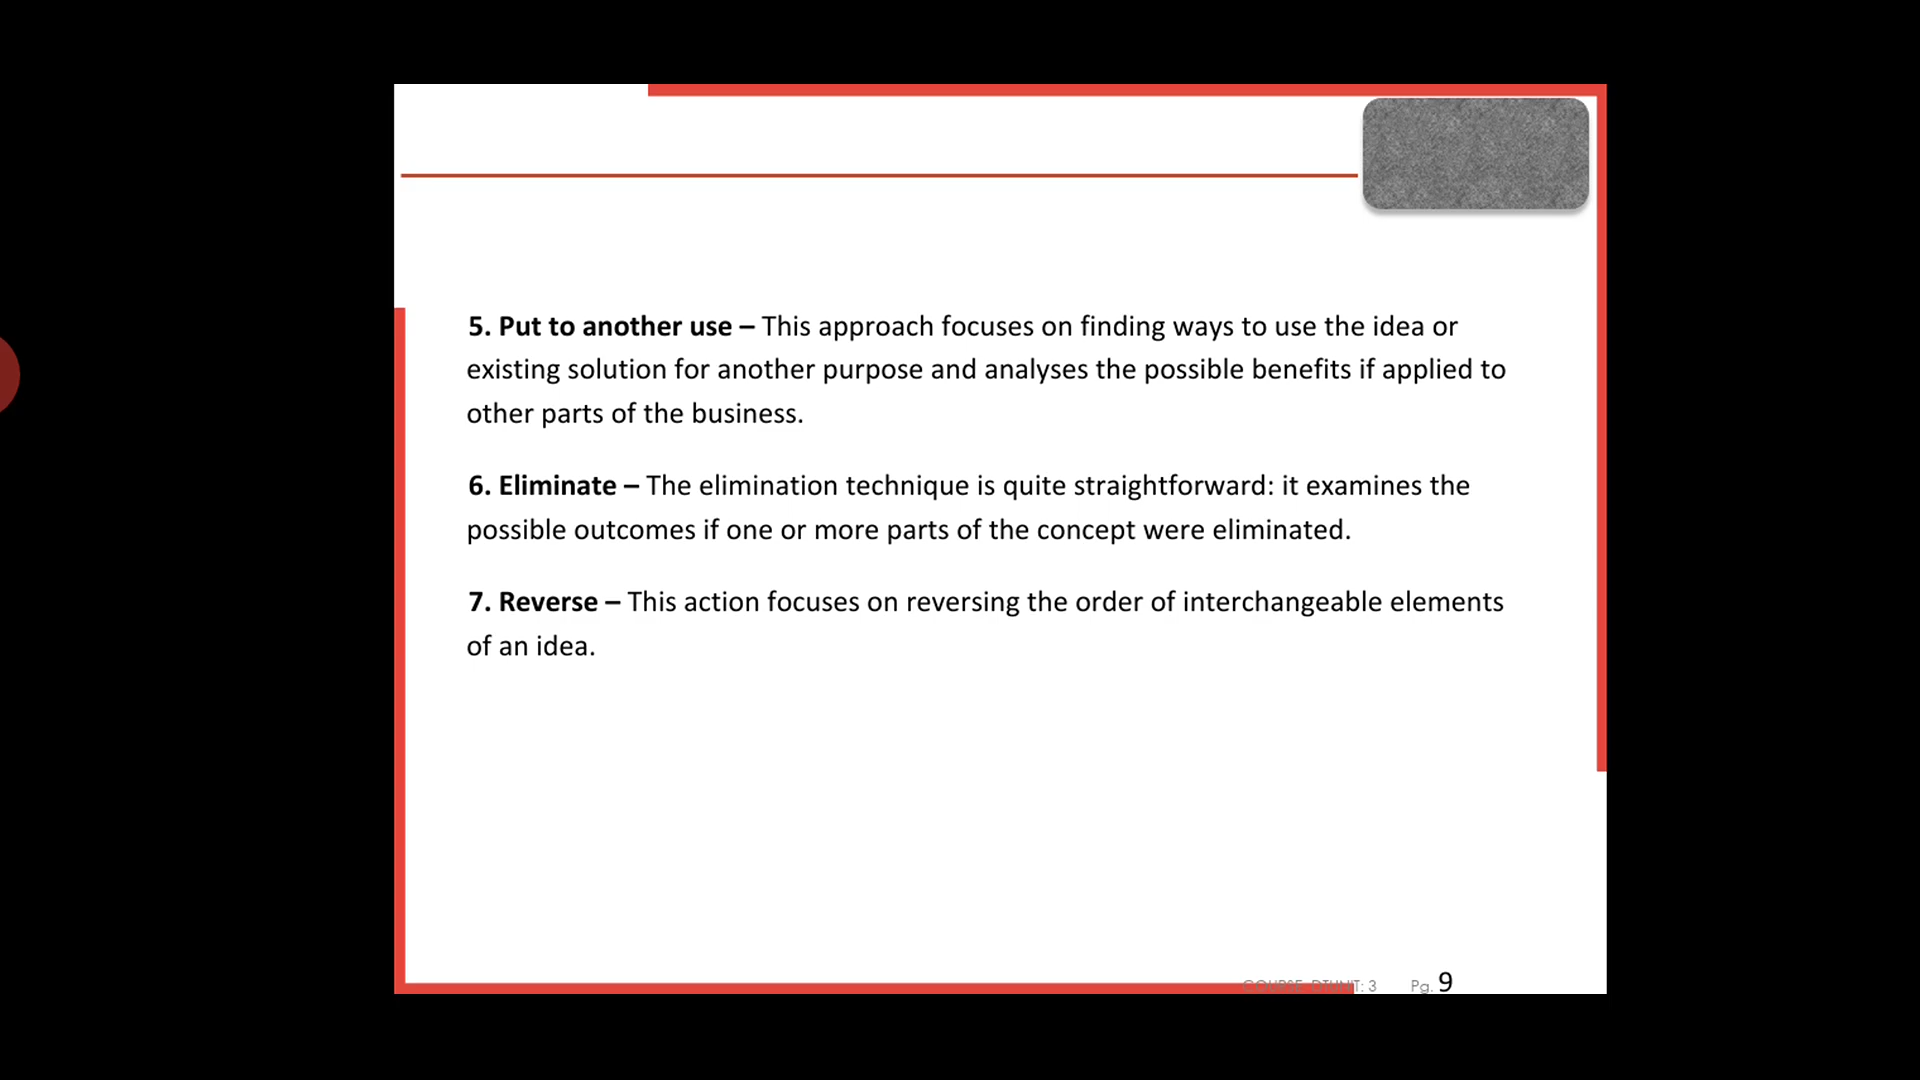 5. Put to another use – This approach focuses on finding ways to use the idea or
existing solution for another purpose and analyses the possible benefits if applied to
other parts of the business.
6. Eliminate – The elimination technique is quite straightforward: it examines the
possible outcomes if one or more parts of the concept were eliminated.
7. Reverse – This action focuses on reversing the order of interchangeable elements
of an idea.
COURSE: DTUNIT: 3 Pg. 9